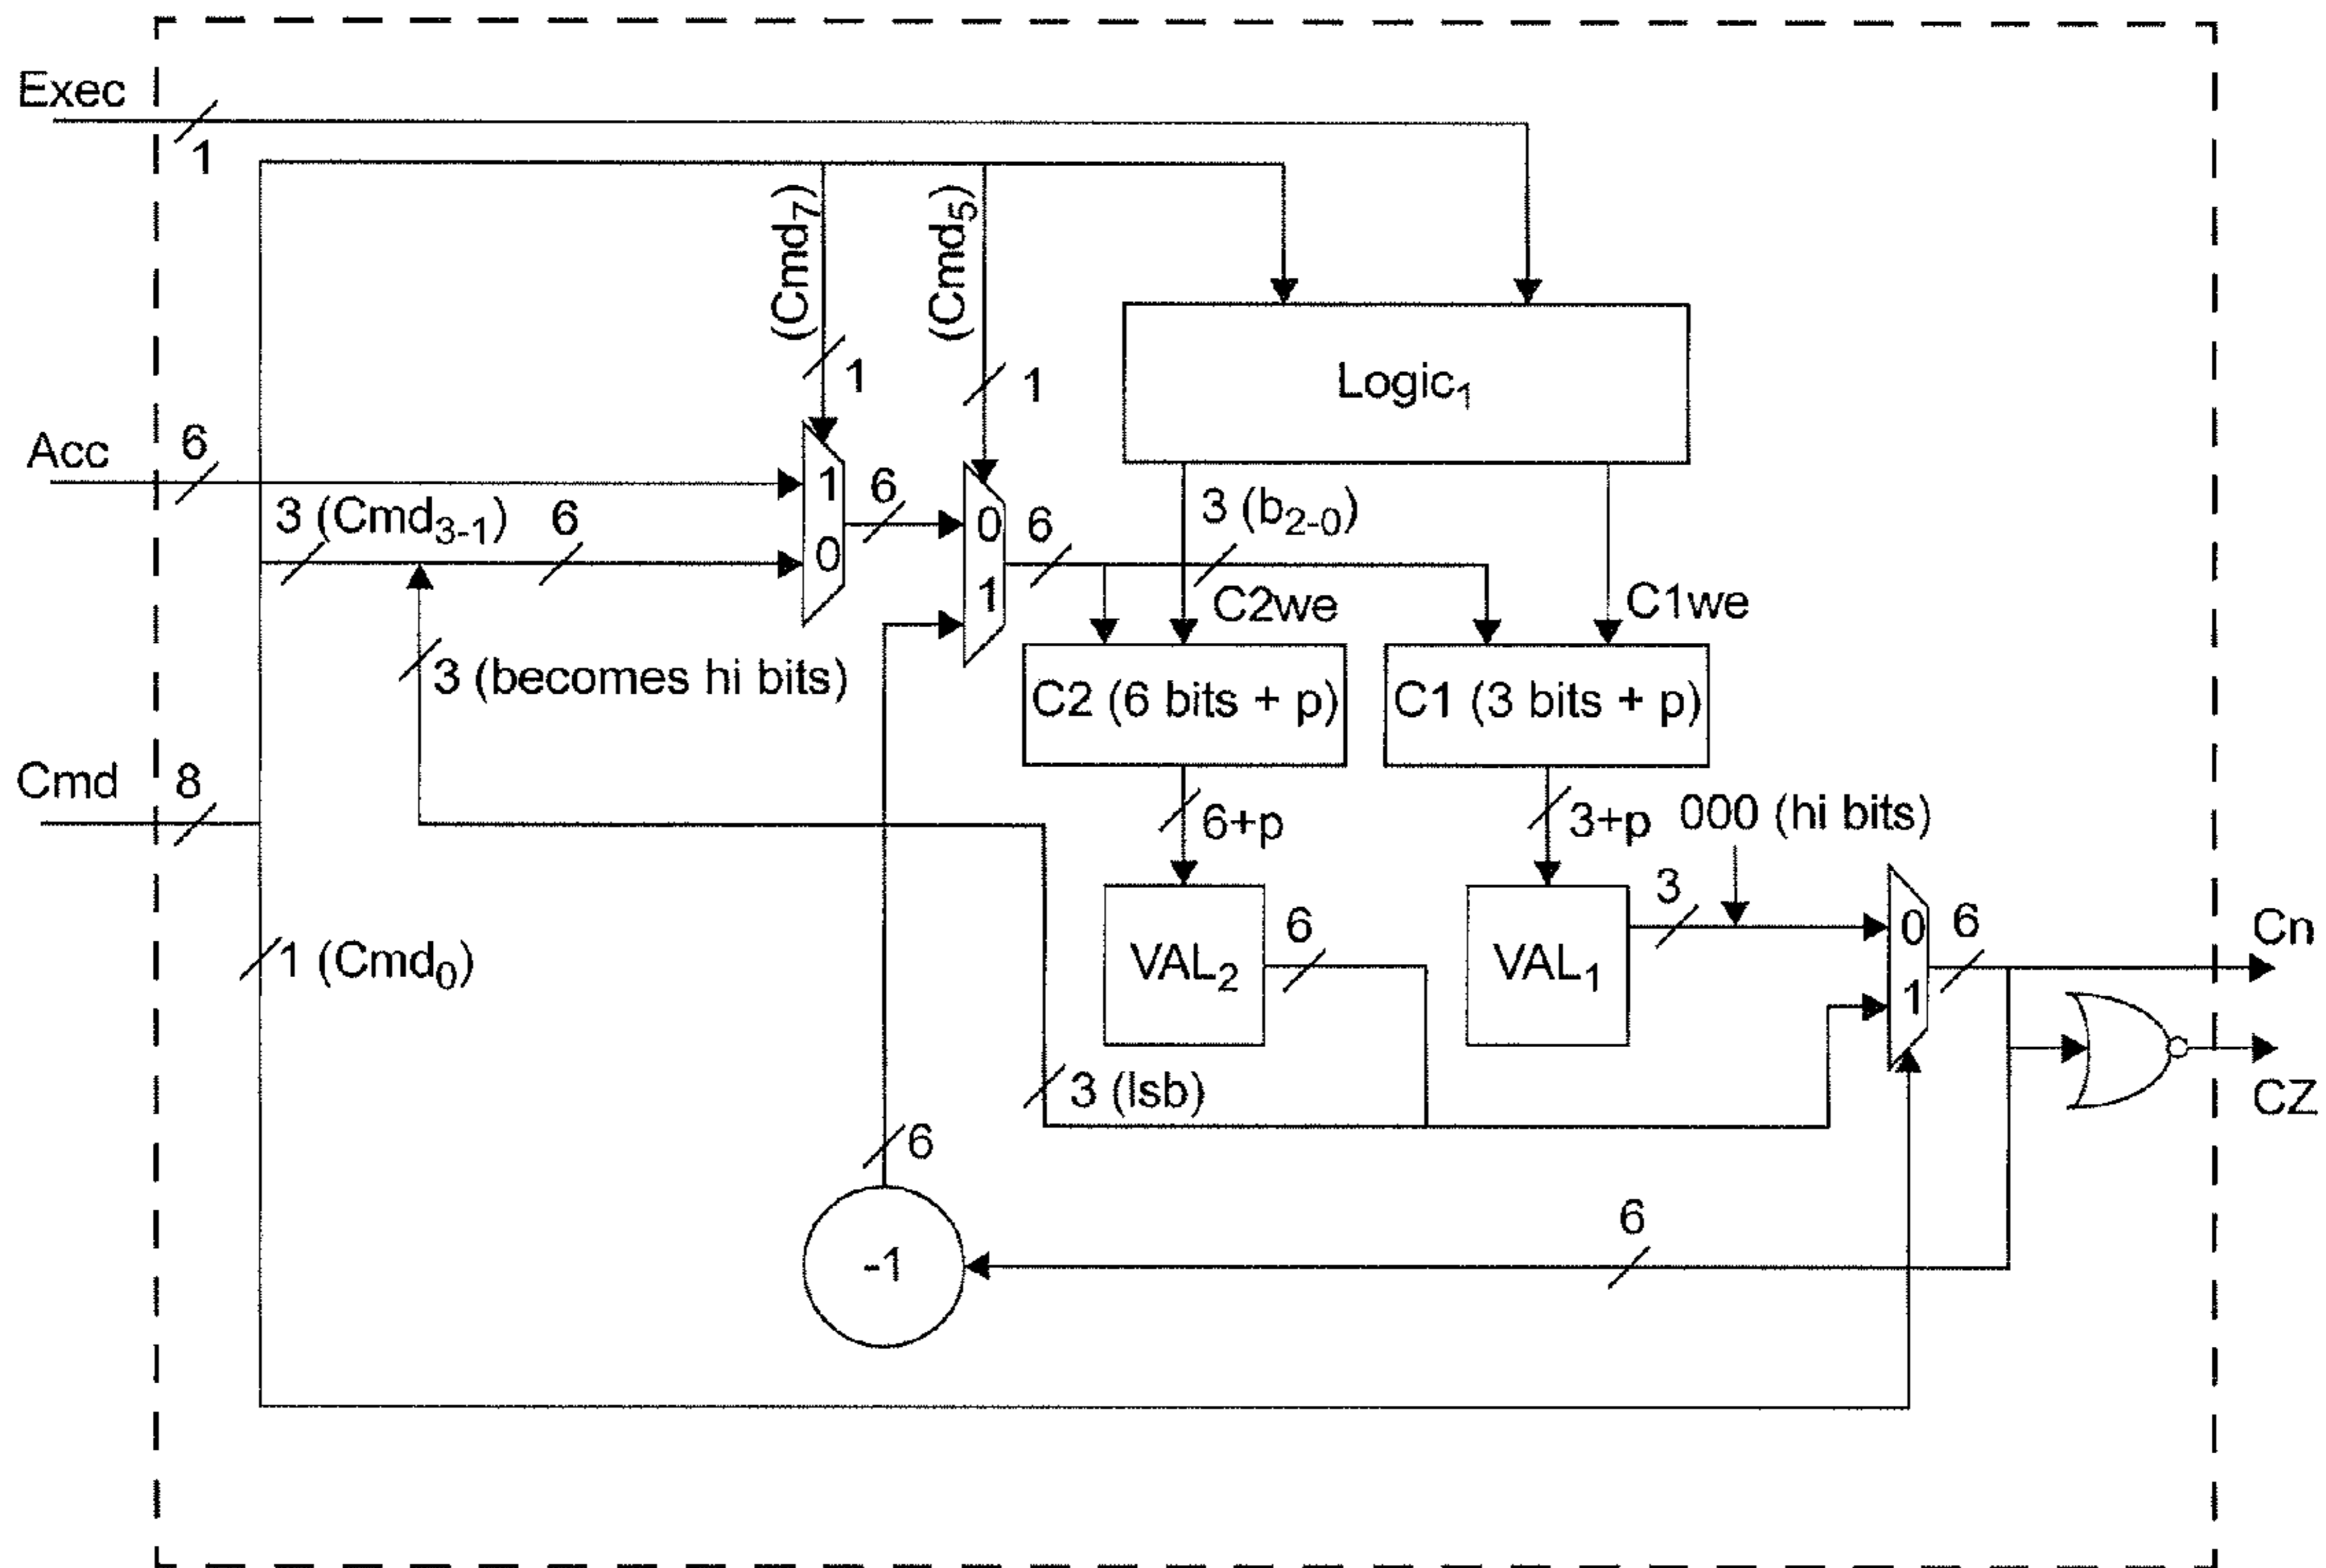 Exec
1
(Cmd7)
(Cmd5)
1
1
Logic1
Acc
6
3 (Cmd3-1)
6
1
0
6
0
1
6
3 (b2-0)
C2we
C1we
3 (becomes hi bits)
C2 (6 bits + p)
C1 (3 bits + p)
Cmd
8
6+p
3+p
000 (hi bits)
1 (Cmd0)
VAL2
6
VAL1
3
0
1
6
Cn
CZ
3 (lsb)
6
-1
6